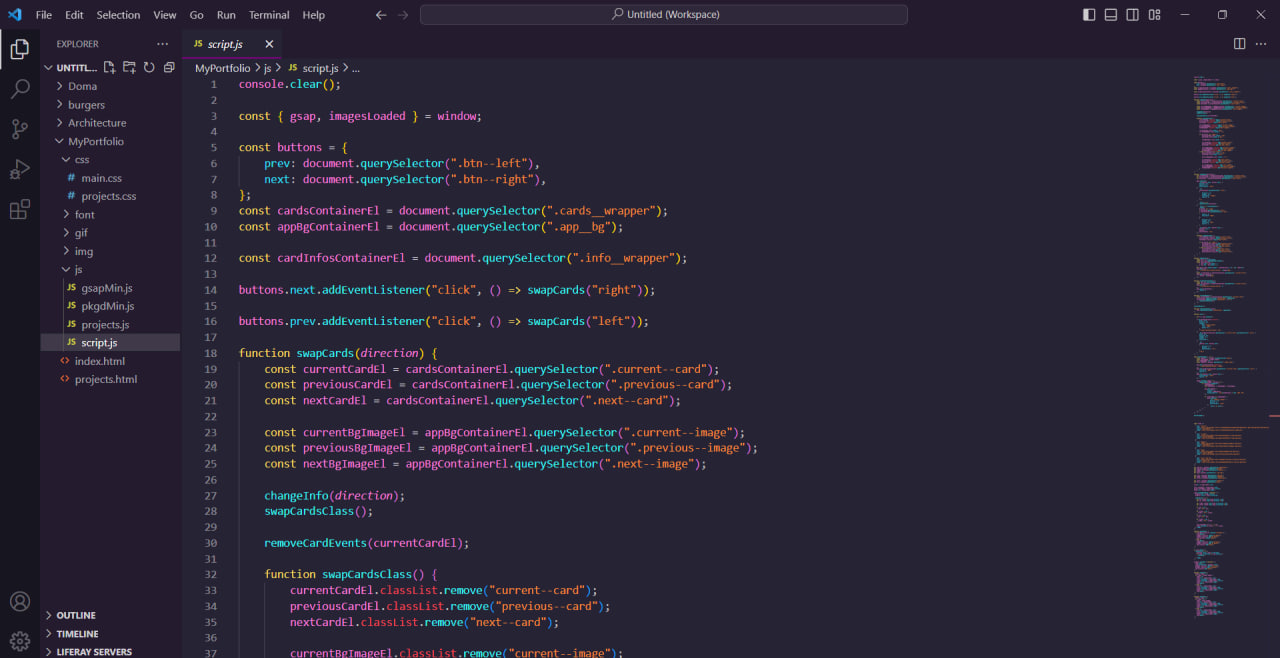 File Edit Selection View Go Run Terminal Help
Untitled (Workspace)
EXPLORER
UNTITL...
Doma
burgers
Architecture
MyPortfolio
css
# main.css
# projects.css
font
gif
img
js
JS gsapMin.js
JS pkgdMin.js
JS projects.js
JS script.js
<> index.html
<> projects.html
OUTLINE
TIMELINE
LIFERAY SERVERS
JS script.js
MyPortfolio > js > JS script.js > ...
1 console.clear();
2
3 const { gsap, imagesLoaded } = window;
4
5 const buttons = {
6 prev: document.querySelector(".btn--left"),
7 next: document.querySelector(".btn--right"),
8 };
9 const cardsContainerEl = document.querySelector(".cards__wrapper");
10 const appBgContainerEl = document.querySelector(".app__bg");
11
12 const cardInfosContainerEl = document.querySelector(".info__wrapper");
13
14 buttons.next.addEventListener("click", () => swapCards("right"));
15
16 buttons.prev.addEventListener("click", () => swapCards("left"));
17
18 function swapCards(direction) {
19 const currentCardEl = cardsContainerEl.querySelector(".current--card");
20 const previousCardEl = cardsContainerEl.querySelector(".previous--card");
21 const nextCardEl = cardsContainerEl.querySelector(".next--card");
22
23 const currentBgImageEl = appBgContainerEl.querySelector(".current--image");
24 const previousBgImageEl = appBgContainerEl.querySelector(".previous--image");
25 const nextBgImageEl = appBgContainerEl.querySelector(".next--image");
26
27 changeInfo(direction);
28 swapCardsClass();
29
30 removeCardEvents(currentCardEl);
31
32 function swapCardsClass() {
33 currentCardEl.classList.remove("current--card");
34 previousCardEl.classList.remove("previous--card");
35 nextCardEl.classList.remove("next--card");
36
37 currentBgImageEl.classList.remove("current--image");